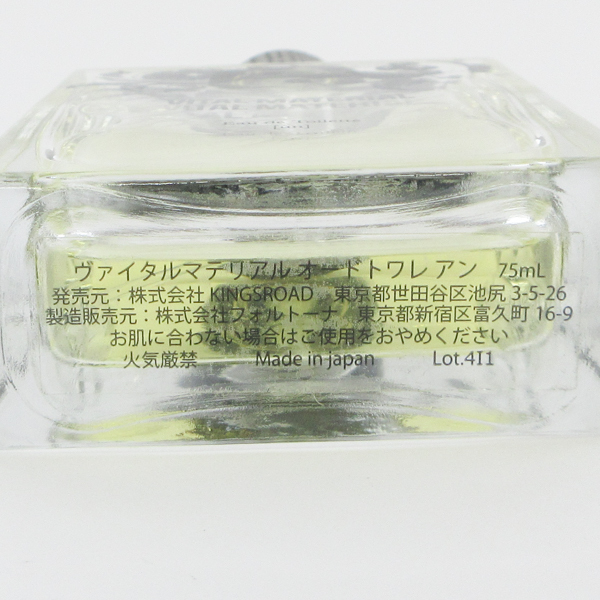 ヴァイタルマテリアル オードトワレ アン 75mL
発売元：株式会社 KINGSROAD 東京都世田谷区池尻 3-5-26
製造販売元：株式会社フォルトーナ 東京都新宿区富久町 16-9
お肌に合わない場合はご使用をおやめください
火気厳禁 Made in japan Lot.4I1